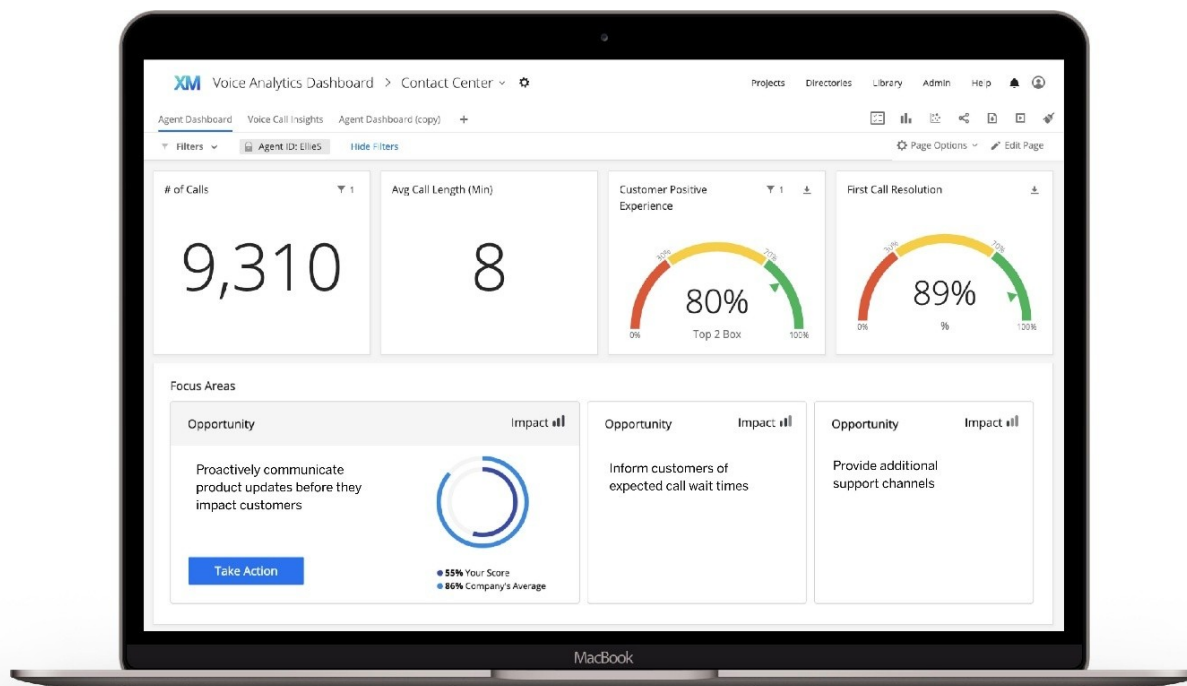 XM Voice Analytics Dashboard > Contact Center
Projects Directories Library Admin Help
Agent Dashboard Voice Call Insights Agent Dashboard (copy) +
Filters Agent ID: EllieS Hide Filters
Page Options Edit Page
# of Calls 1
9,310
Avg Call Length (Min)
8
Customer Positive
Experience
1
30% 70%
80%
0% Top 2 Box 100%
First Call Resolution
30% 70%
89%
0% % 100%
Focus Areas
Opportunity Impact
Proactively communicate
product updates before they
impact customers
Take Action
55% Your Score
86% Company's Average
Opportunity Impact
Inform customers of
expected call wait times
Opportunity Impact
Provide additional
support channels
MacBook